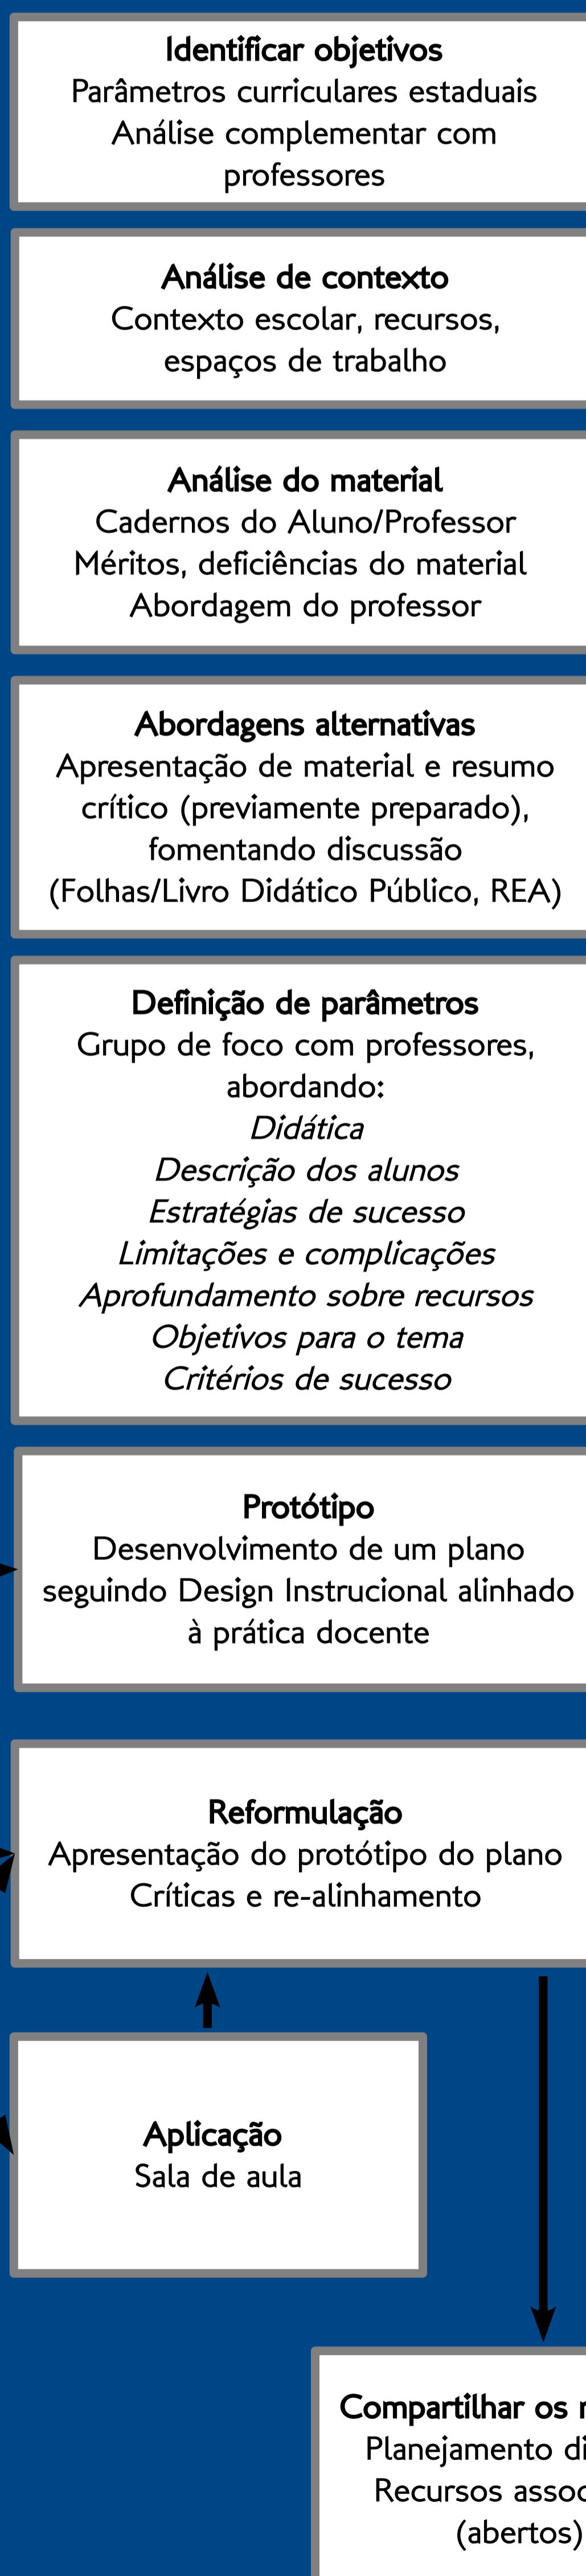 Identificar objetivos
Parâmetros curriculares estaduais
Análise complementar com
professores
Análise de contexto
Contexto escolar, recursos,
espaços de trabalho
Análise do material
Cadernos do Aluno/Professor
Méritos, deficiências do material
Abordagem do professor
Abordagens alternativas
Apresentação de material e resumo
crítico (previamente preparado),
fomentando discussão
(Folhas/Livro Didático Público, REA)
Definição de parâmetros
Grupo de foco com professores,
abordando:
Didática
Descrição dos alunos
Estratégias de sucesso
Limitações e complicações
Aprofundamento sobre recursos
Objetivos para o tema
Critérios de sucesso
Protótipo
Desenvolvimento de um plano
seguindo Design Instrucional alinhado
à prática docente
Reformulação
Apresentação do protótipo do plano
Críticas e re-alinhamento
Aplicação
Sala de aula
Compartilhar os
Planejamento
Recursos
(abertos)